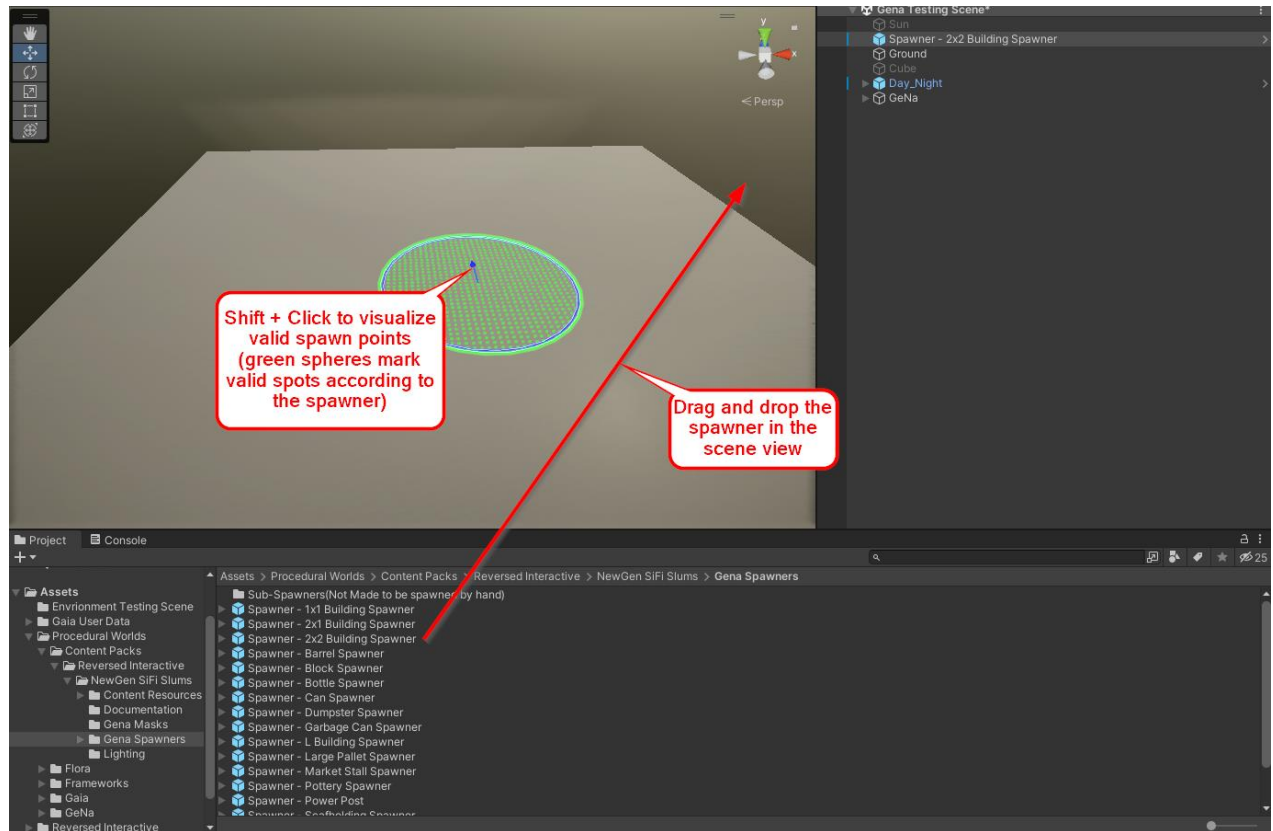 Gena Testing Scene*
Sun
Spawner - 2x2 Building Spawner
Ground
Cube
Day_Night
GeNa
y
x
< Persp
Shift + Click to visualize
valid spawn points
(green spheres mark
valid spots according to
the spawner)
Drag and drop the
spawner in the
scene view
Project
Console
25
Assets > Procedural Worlds > Content Packs > Reversed Interactive > NewGen SiFi Slums > Gena Spawners
Assets
Envrionment Testing Scene
Gaia User Data
Procedural Worlds
Content Packs
Reversed Interactive
NewGen SiFi Slums
Content Resources
Documentation
Gena Masks
Gena Spawners
Lighting
Flora
Frameworks
Gaia
GeNa
Reversed Interactive
Sub-Spawners(Not Made to be spawned by hand)
Spawner - 1x1 Building Spawner
Spawner - 2x1 Building Spawner
Spawner - 2x2 Building Spawner
Spawner - Barrel Spawner
Spawner - Block Spawner
Spawner - Bottle Spawner
Spawner - Can Spawner
Spawner - Dumpster Spawner
Spawner - Garbage Can Spawner
Spawner - L Building Spawner
Spawner - Large Pallet Spawner
Spawner - Market Stall Spawner
Spawner - Pottery Spawner
Spawner - Power Post
Spawner - Scafholding Spawner